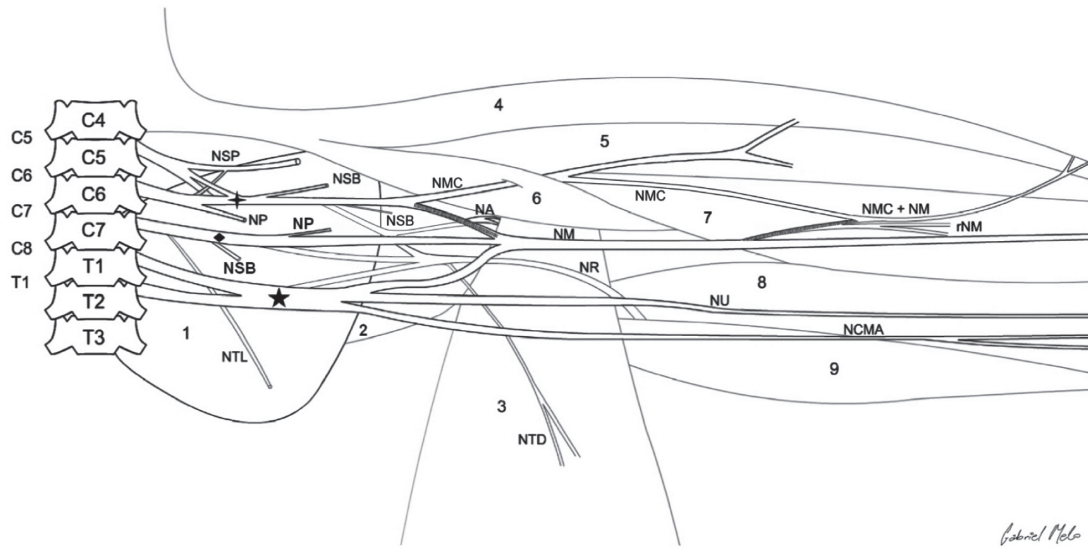 C4
C5
C5
C6
C6
C7
C7
C8
T1
T1
T2
T3
NSP
NSB
NP
NP
NSB
NSB
NMC
NA
NM
NR
NMC
NMC + NM
rNM
NU
NCMA
NTL
NTD
1
2
3
4
5
6
7
8
9
Gabriel Melo